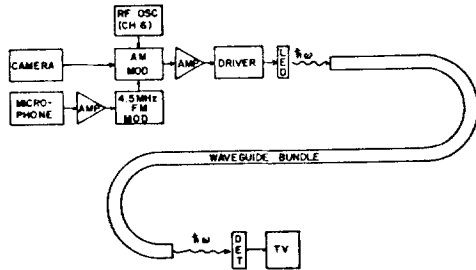 RF OSC
(CH 6)
CAMERA
AM
MOD
AMP
DRIVER
LED
ħω
MICRO-
PHONE
AMP
4.5MHz
FM
MOD
WAVEGUIDE BUNDLE
ħω
DET
TV